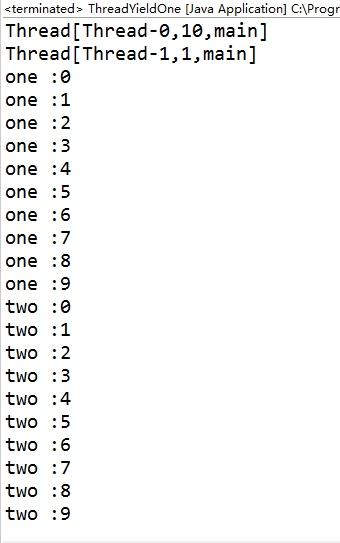 <terminated> ThreadYieldOne [Java Application] C:\Progr
Thread[Thread-0,10,main]
Thread[Thread-1,1,main]
one :0
one :1
one :2
one :3
one :4
one :5
one :6
one :7
one :8
one :9
two :0
two :1
two :2
two :3
two :4
two :5
two :6
two :7
two :8
two :9